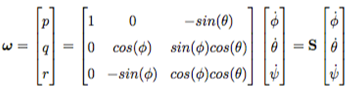 ω = [p q r] = [1 0 -sin(θ) ; 0 cos(ϕ) sin(ϕ)cos(θ) ; 0 -sin(ϕ) cos(ϕ)cos(θ)] [ϕ̇ θ̇ ψ̇] = S [ϕ̇ θ̇ ψ̇]